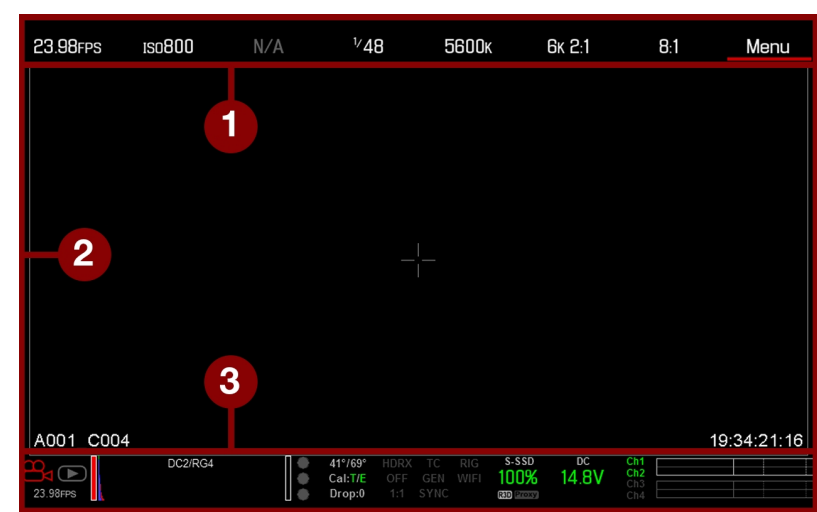 23.98FPS ISO800 N/A 1/48 5600K 6K 2:1 8:1 Menu
1
2
3
A001 C004 19:34:21:16
DC2/RG4 41°/69° HDRX TC RIG S-SSD DC Ch1
Cal:T/E OFF GEN WIFI 100% 14.8V Ch2
23.98FPS Drop:0 1:1 SYNC R3D Proxy Ch3
Ch4